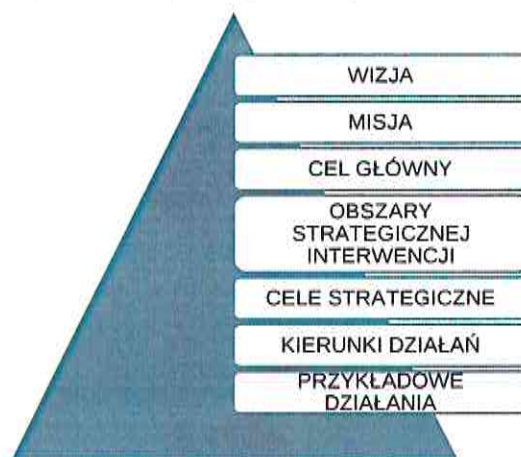 WIZJA
MISJA
CEL GŁÓWNY
OBSZARY
STRATEGICZNEJ
INTERWENCJI
CELE STRATEGICZNE
KIERUNKI DZIAŁAŃ
PRZYKŁADOWE
DZIAŁANIA